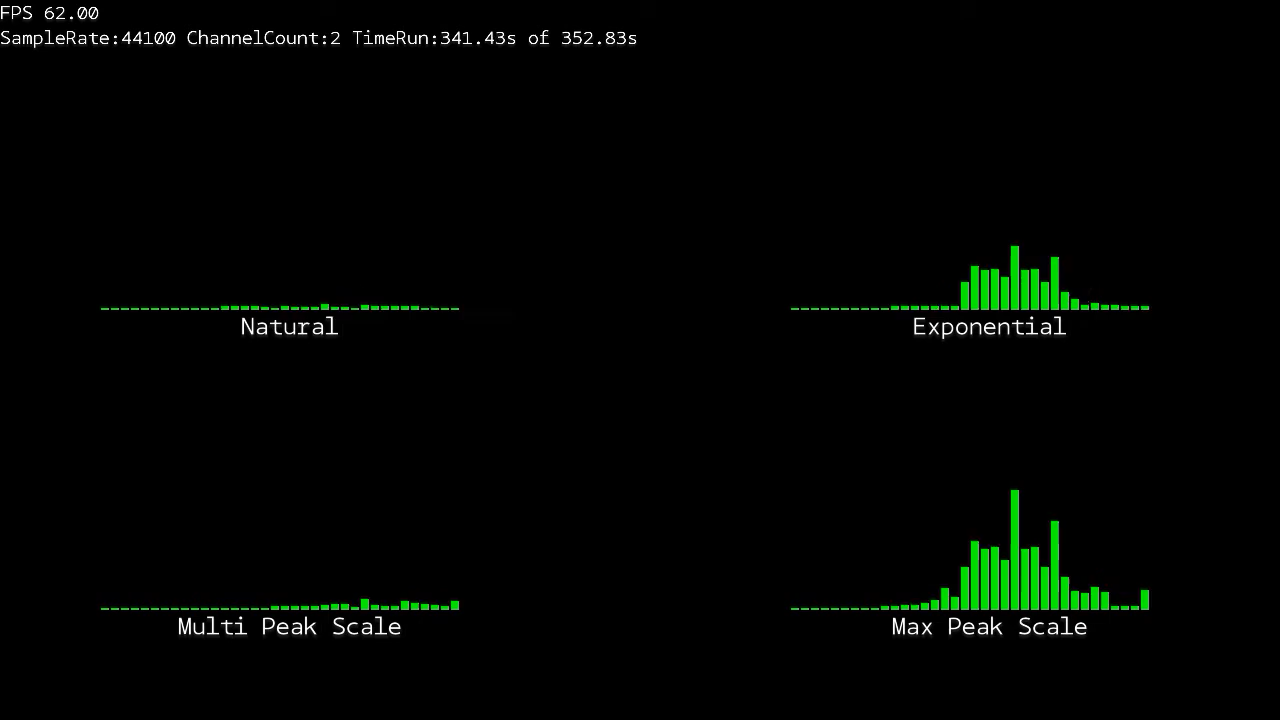 FPS 62.00
SampleRate:44100 ChannelCount:2 TimeRun:341.43s of 352.83s
Natural
Exponential
Multi Peak Scale
Max Peak Scale